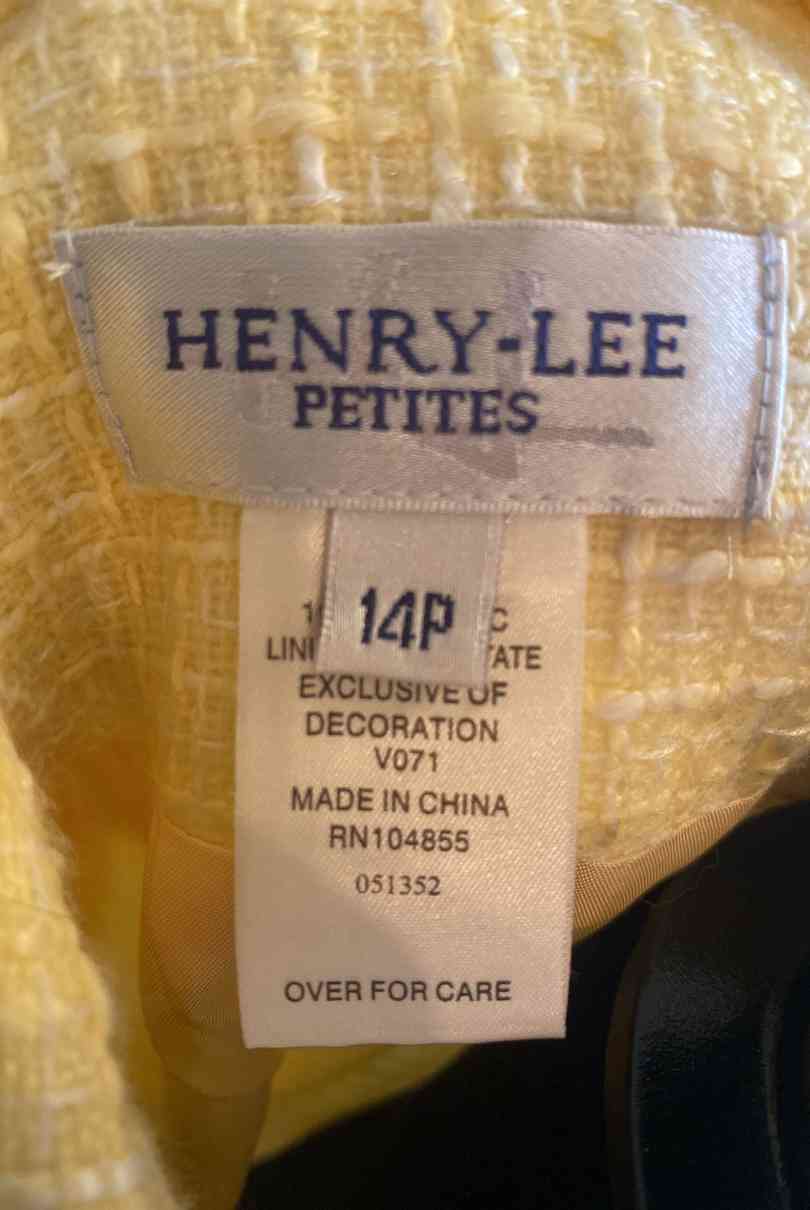 HENRY-LEE
PETITES
14P
EXCLUSIVE OF
DECORATION
V071
MADE IN CHINA
RN104855
051352
OVER FOR CARE